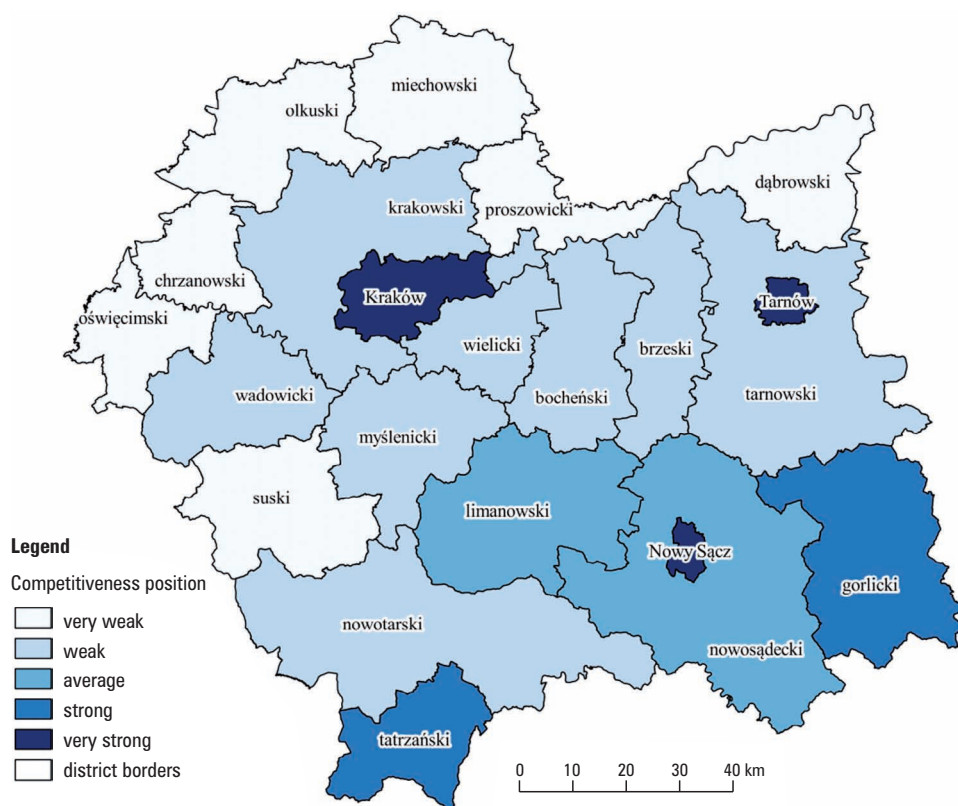 miechowski
olkuski
dąbrowski
krakowski
proszowicki
chrzanowski
Kraków
Tarnów
oświęcimski
wielicki
brzeski
wadowicki
bocheński
tarnowski
myślenicki
suski
limanowski
Nowy Sącz
gorlicki
nowotarski
nowosądecki
tatrzański
Legend
Competitiveness position
very weak
weak
average
strong
very strong
district borders
0 10 20 30 40 km